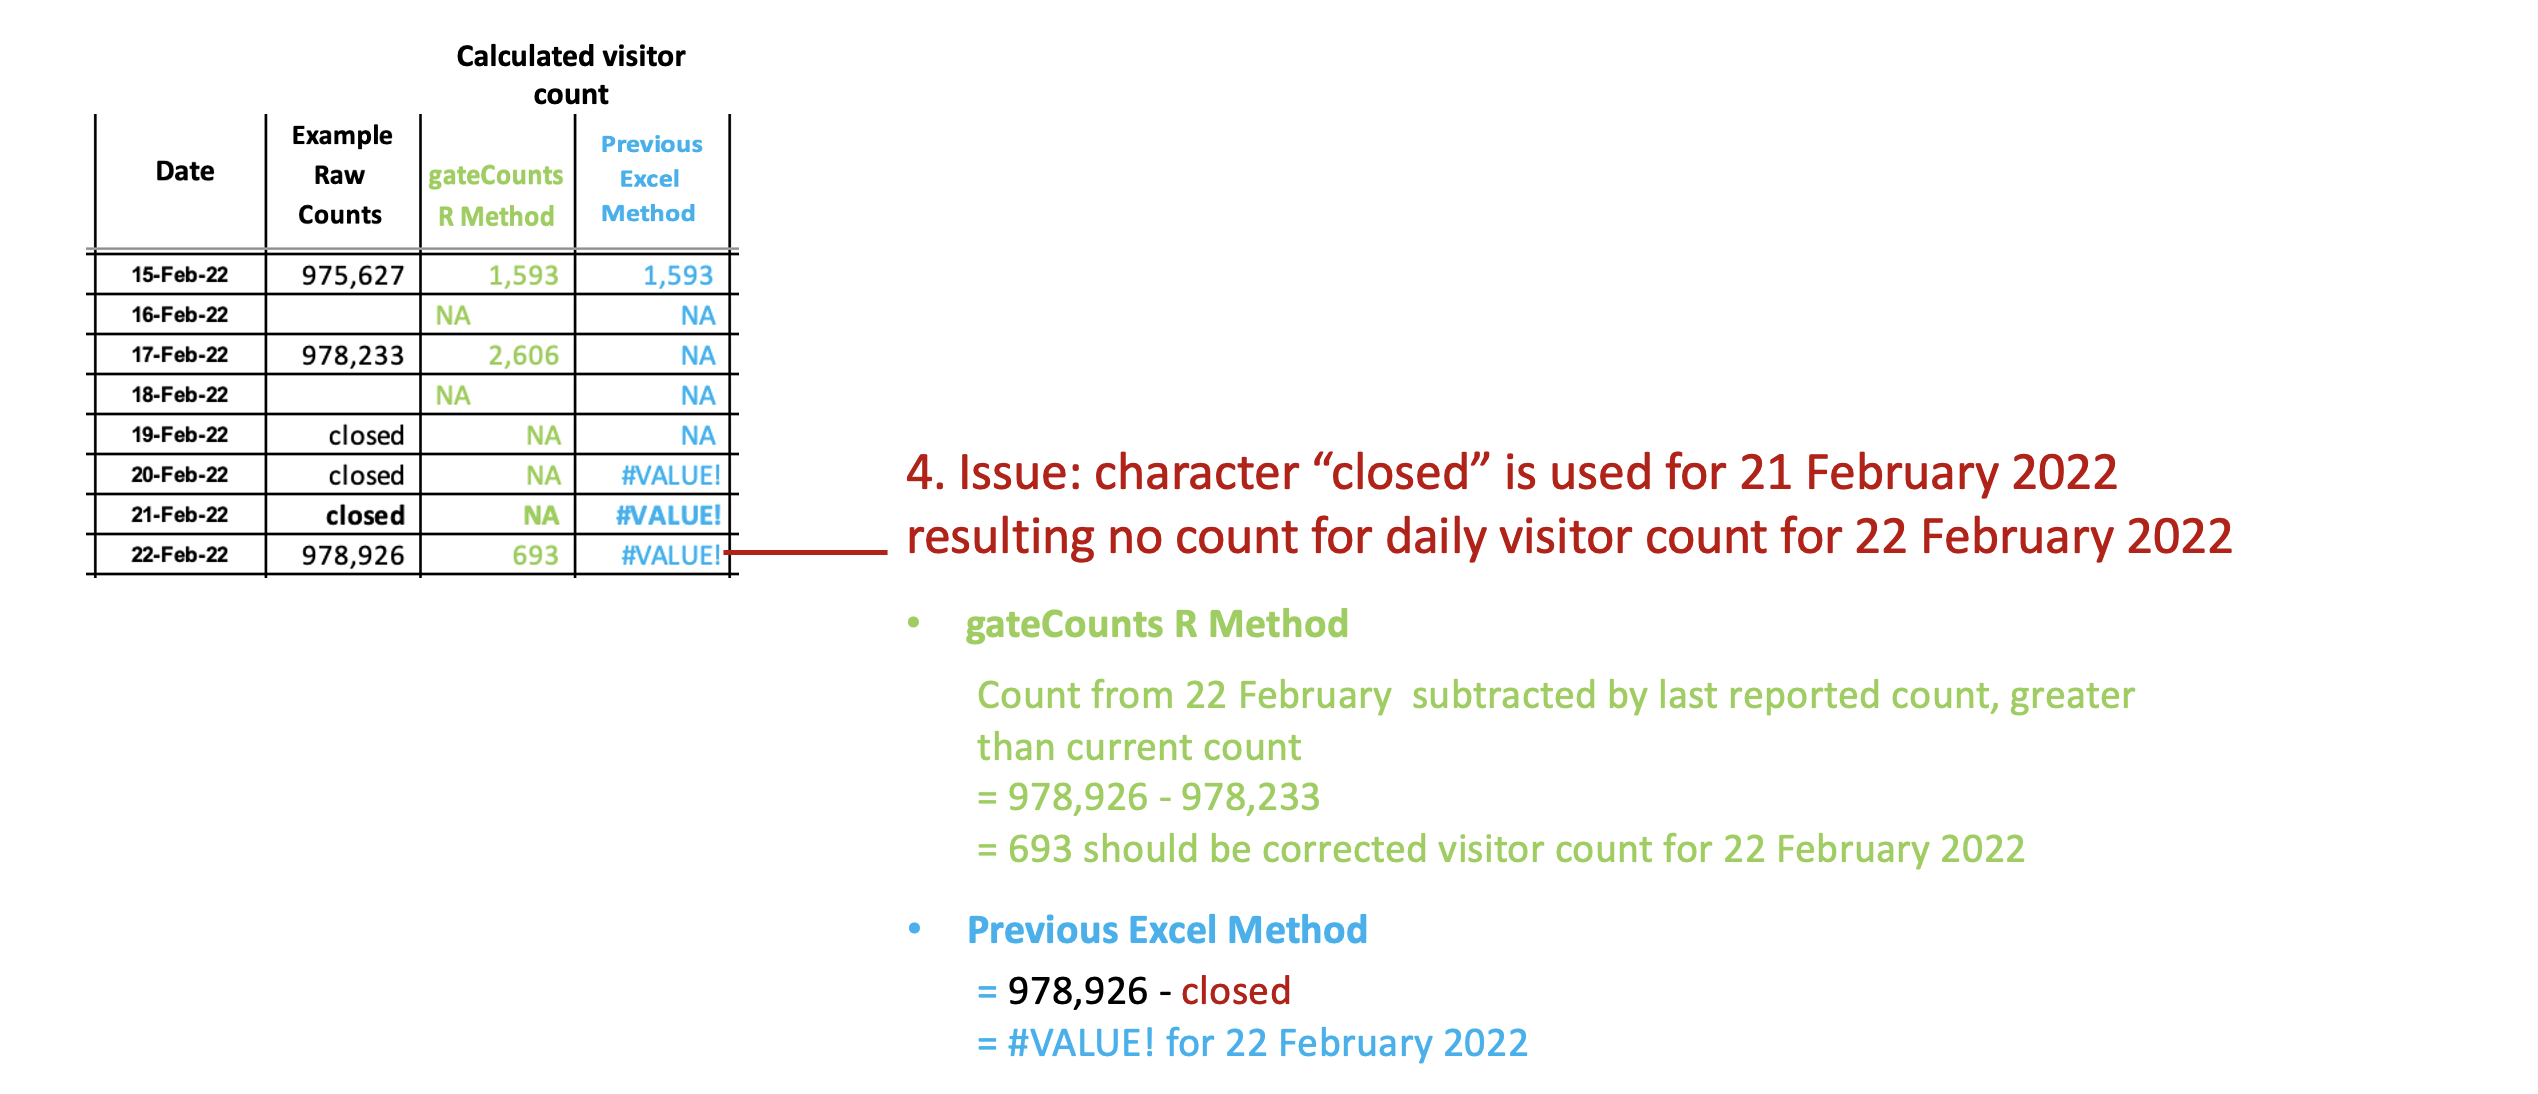 Calculated visitor
count
Date
Example
Raw
Counts
gateCounts
R Method
Previous
Excel
Method
15-Feb-22 975,627 1,593 1,593
16-Feb-22 NA NA
17-Feb-22 978,233 2,606 NA
18-Feb-22 NA NA
19-Feb-22 closed NA NA
20-Feb-22 closed NA #VALUE!
21-Feb-22 closed NA #VALUE!
22-Feb-22 978,926 693 #VALUE!
4. Issue: character “closed” is used for 21 February 2022
resulting no count for daily visitor count for 22 February 2022
• gateCounts R Method
Count from 22 February  subtracted by last reported count, greater
than current count
= 978,926 - 978,233
= 693 should be corrected visitor count for 22 February 2022
• Previous Excel Method
= 978,926 - closed
= #VALUE! for 22 February 2022